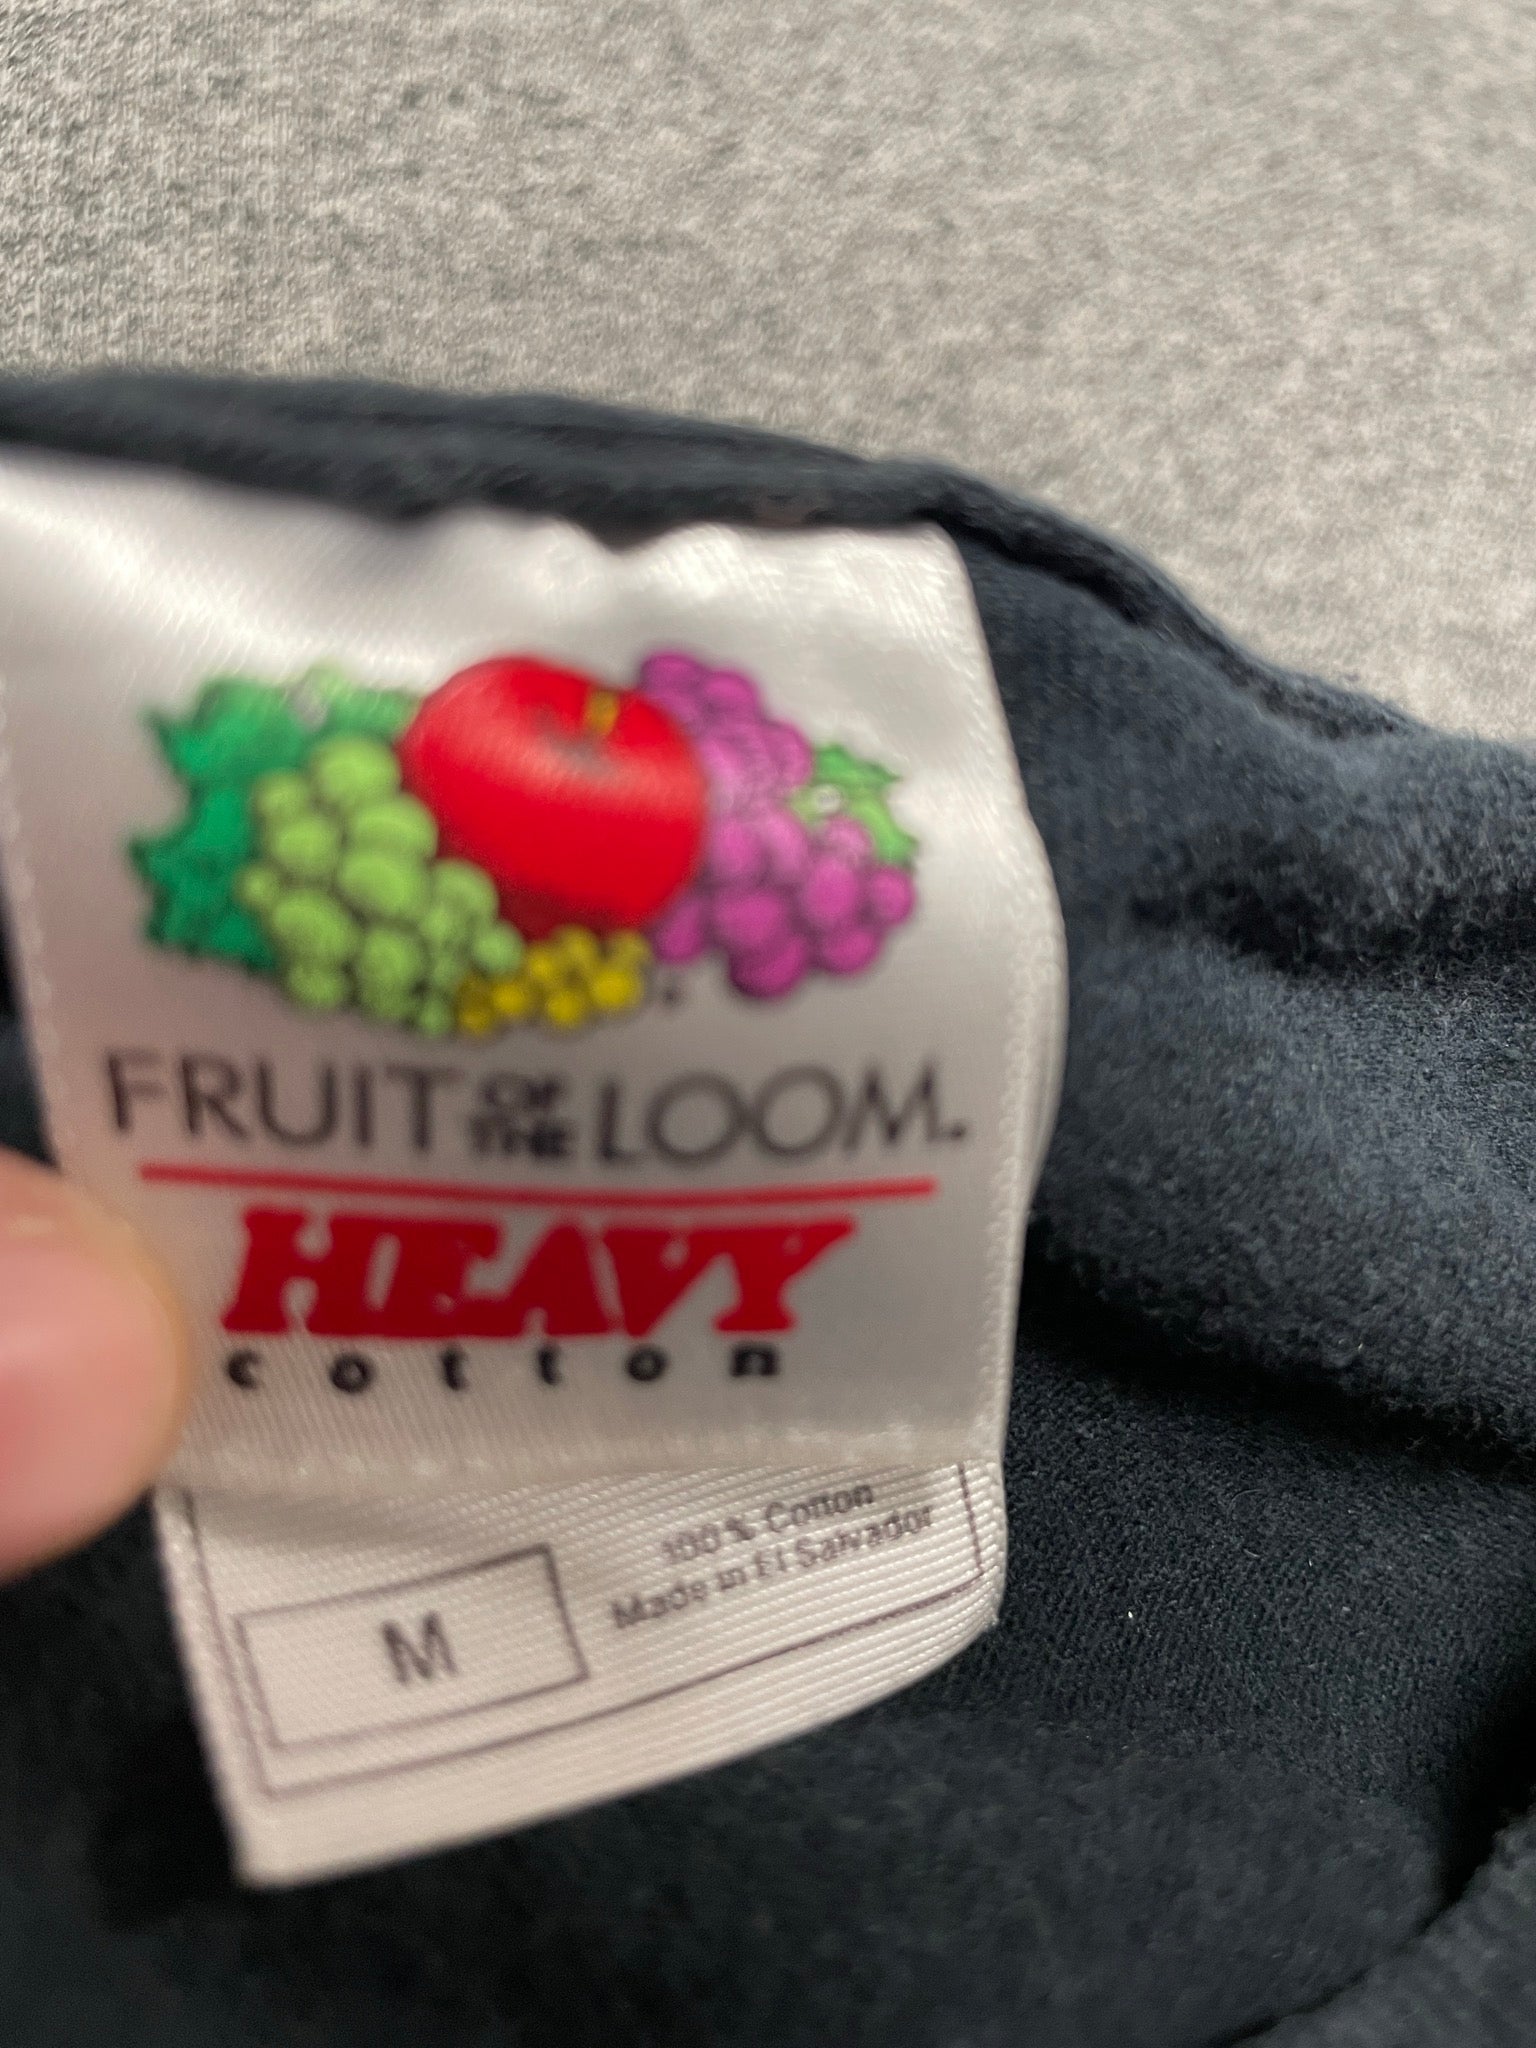 FRUIT OF THE LOOM.
HEAVY
cotton
100% Cotton
Made in El Salvador
M